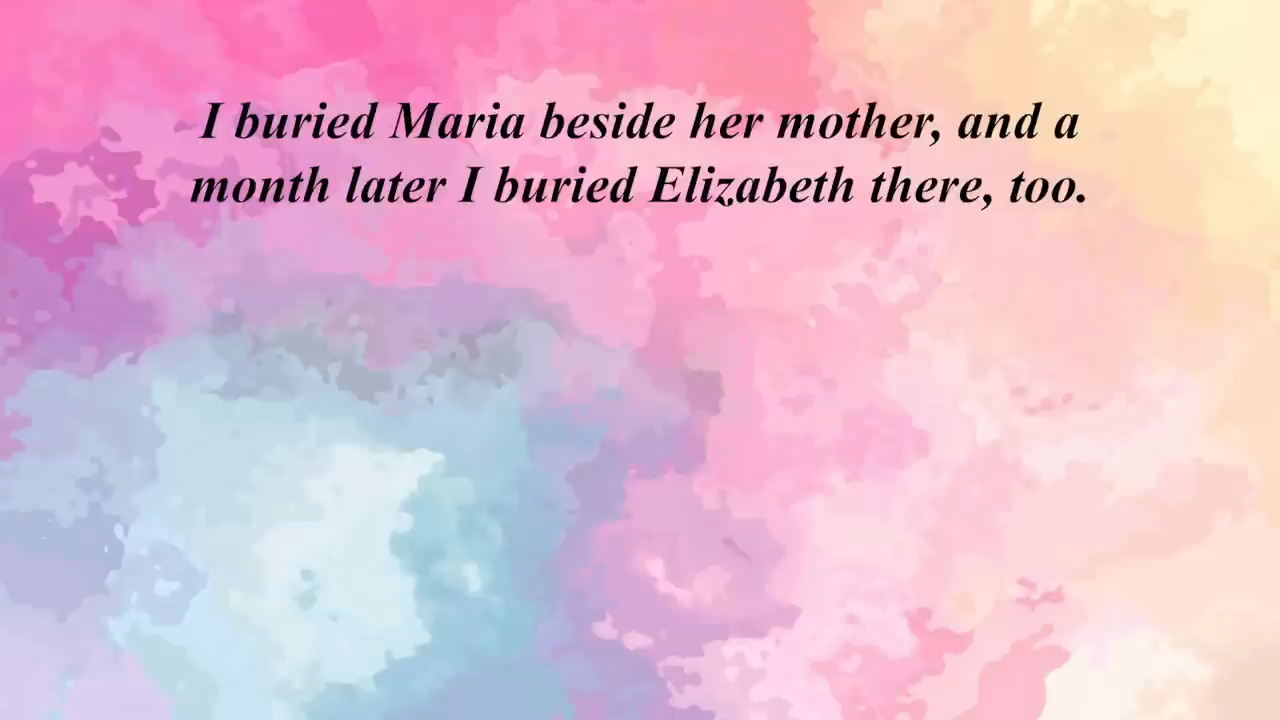 I buried Maria beside her mother, and a
month later I buried Elizabeth there, too.